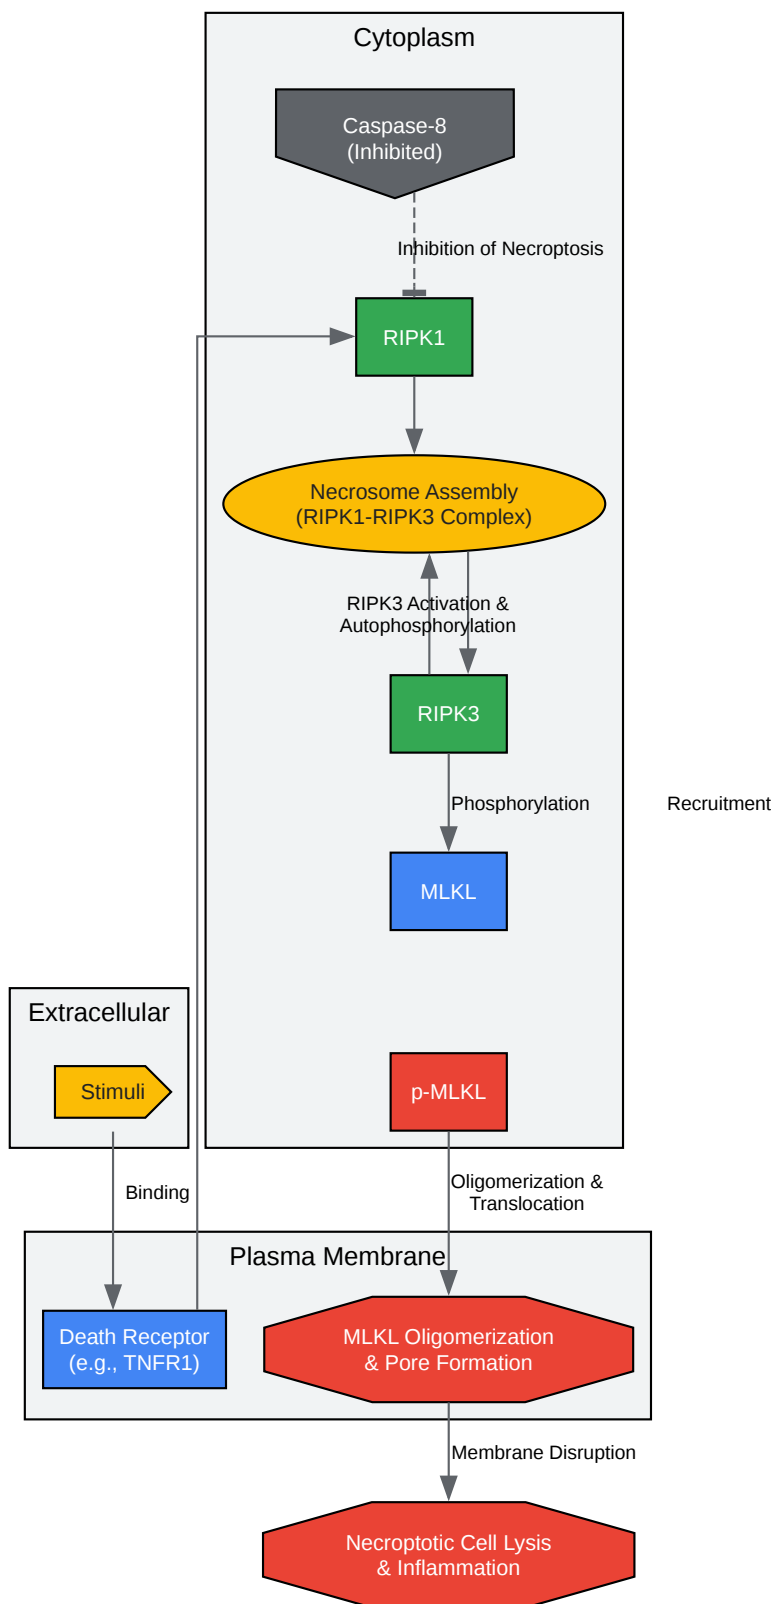 Cytoplasm
Caspase-8
(Inhibited)
Inhibition of Necroptosis
RIPK1
Necrosome Assembly
(RIPK1-RIPK3 Complex)
RIPK3 Activation &
Autophosphorylation
RIPK3
Phosphorylation
Recruitment
MLKL
Extracellular
Stimuli
p-MLKL
Binding
Oligomerization &
Translocation
Plasma Membrane
Death Receptor
(e.g., TNFR1)
MLKL Oligomerization
& Pore Formation
Membrane Disruption
Necroptotic Cell Lysis
& Inflammation